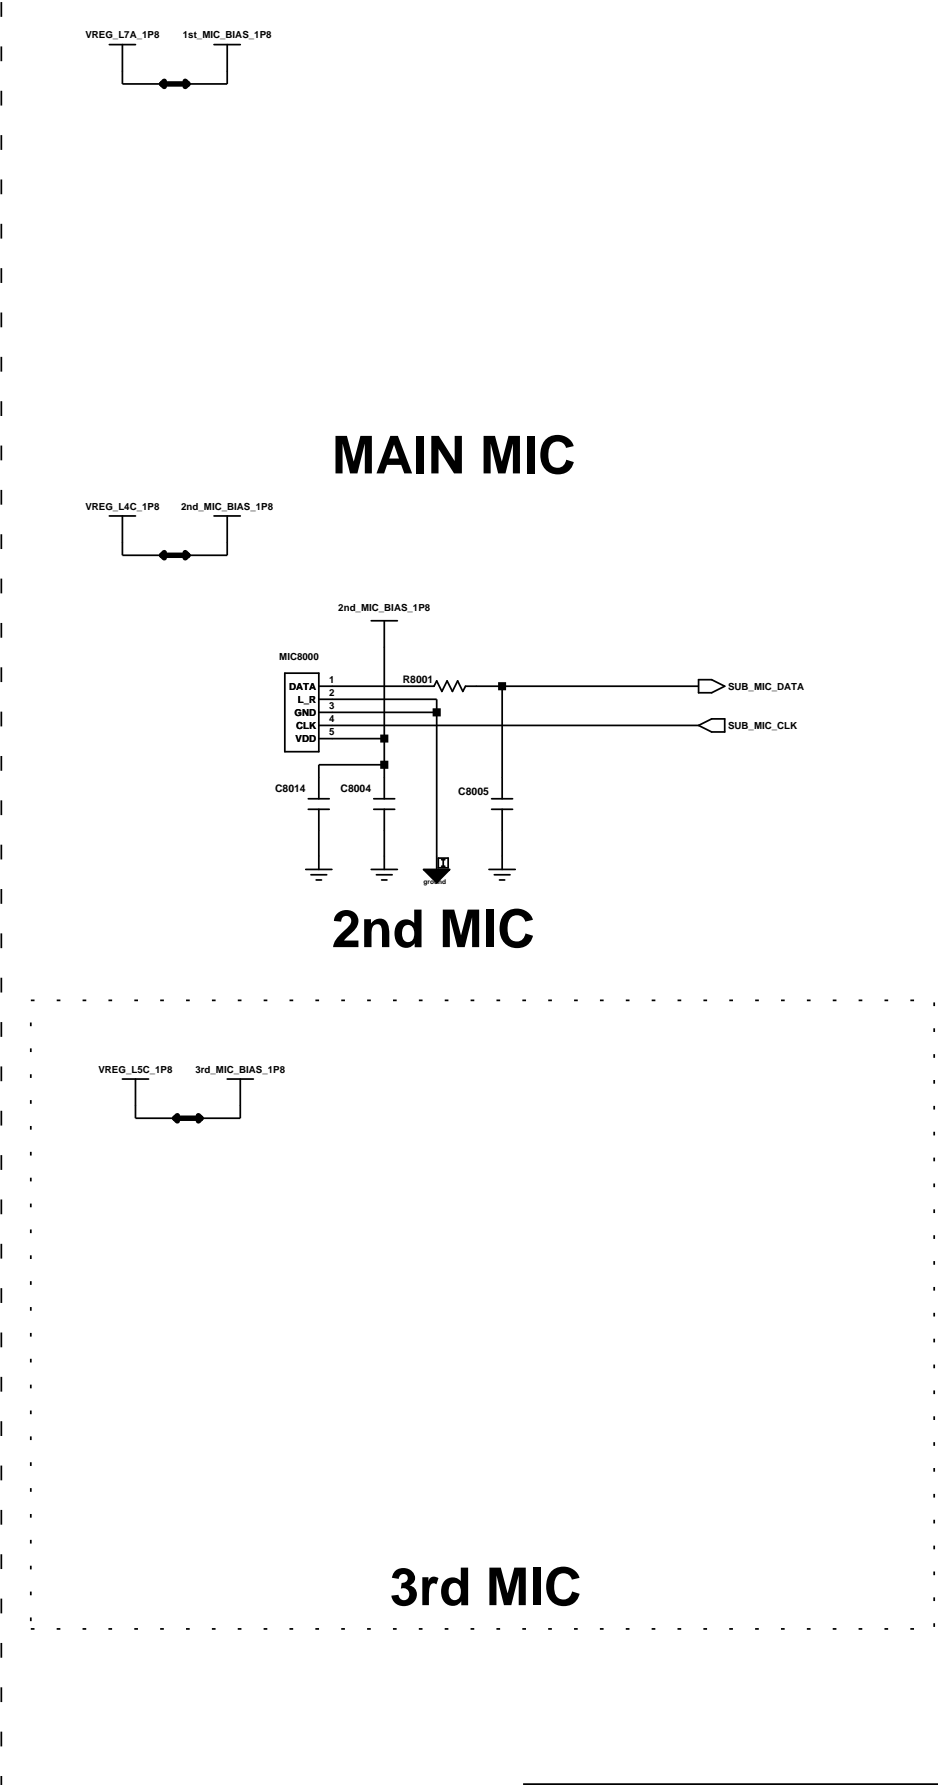 VREG_L7A_1P8 1st_MIC_BIAS_1P8
MAIN MIC
VREG_L4C_1P8 2nd_MIC_BIAS_1P8
2nd_MIC_BIAS_1P8
MIC8000
DATA 1 R8001 SUB_MIC_DATA
L_R 2
GND 3
CLK 4 SUB_MIC_CLK
VDD 5
C8014 C8004 C8005
ground
2nd MIC
VREG_L5C_1P8 3rd_MIC_BIAS_1P8
3rd MIC